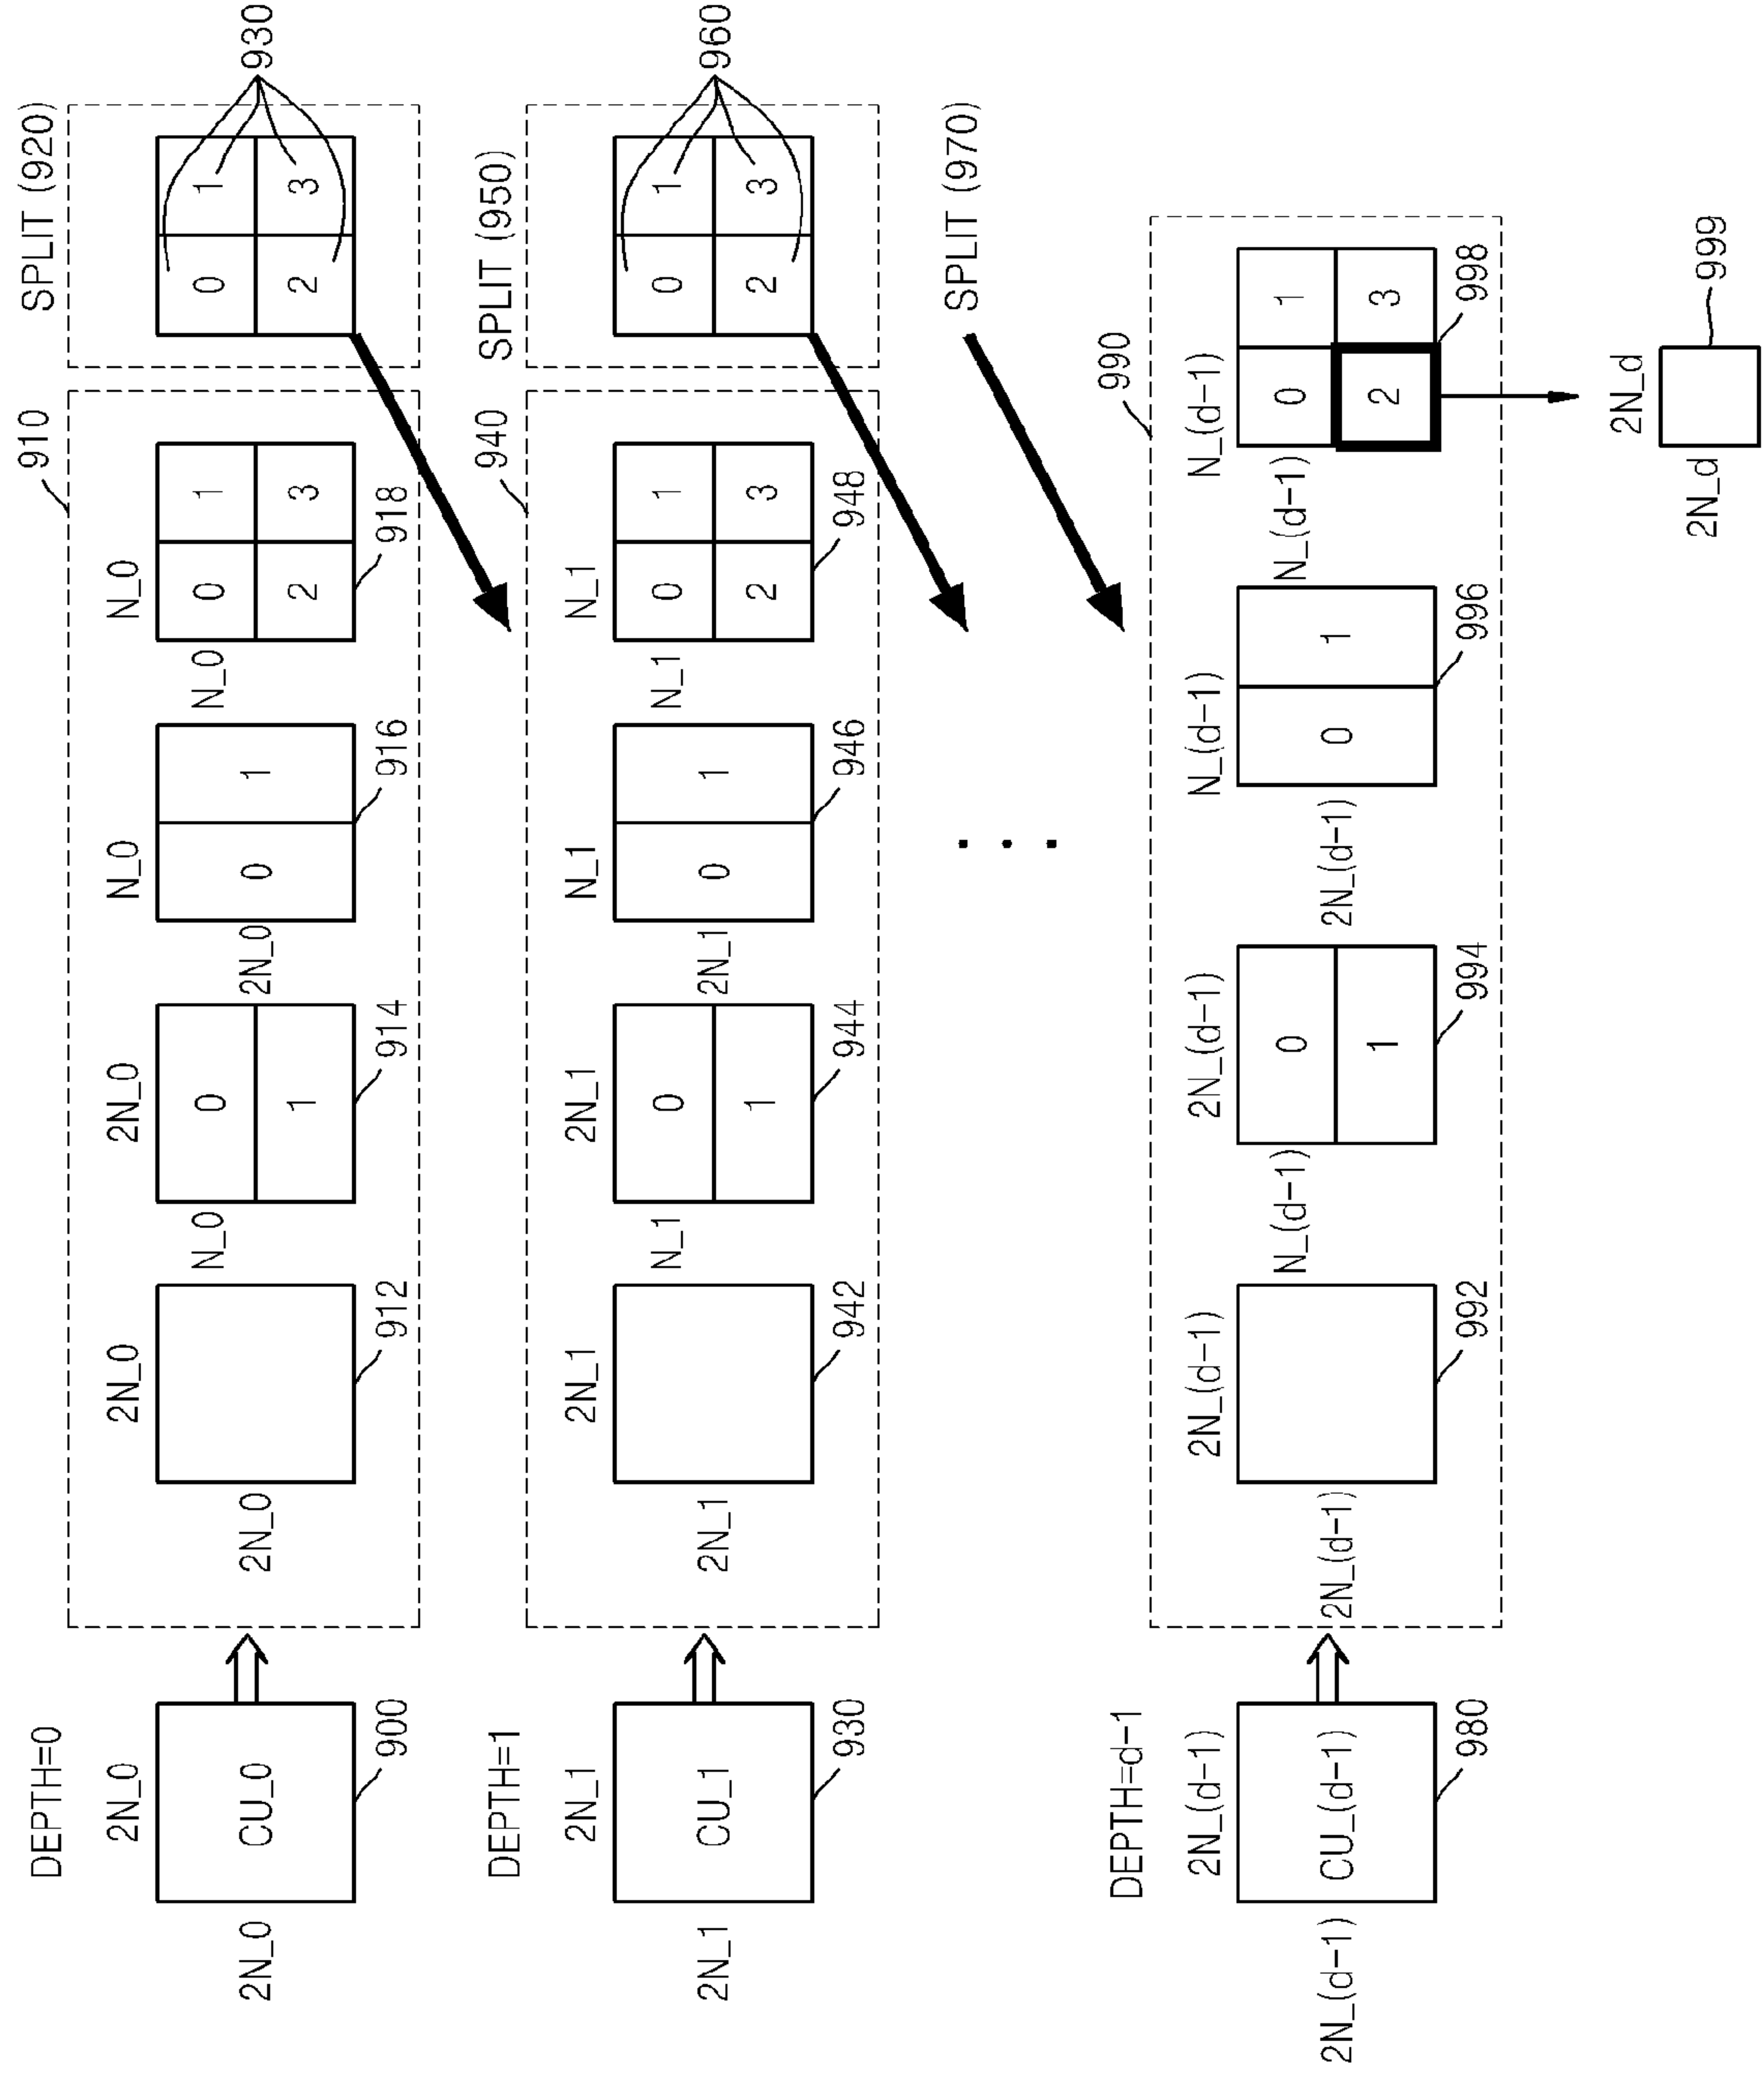 DEPTH=0
2N_0
2N_0
CU_0
900
910
2N_0
2N_0
912
2N_0
N_0
0
1
914
N_0
2N_0
0 1
916
N_0
N_0
0 1
2 3
918
SPLIT (920)
0 1
2 3
930
DEPTH=1
2N_1
2N_1
CU_1
930
940
2N_1
2N_1
942
2N_1
N_1
0
1
944
N_1
2N_1
0 1
946
N_1
N_1
0 1
2 3
948
SPLIT (950)
0 1
2 3
960
SPLIT (970)
DEPTH=d-1
2N_(d-1)
2N_(d-1)
CU_(d-1)
980
990
2N_(d-1)
2N_(d-1)
992
2N_(d-1)
N_(d-1)
0
1
994
N_(d-1)
2N_(d-1)
0 1
996
N_(d-1)
N_(d-1)
0 1
2 3
998
2N_d
2N_d
999